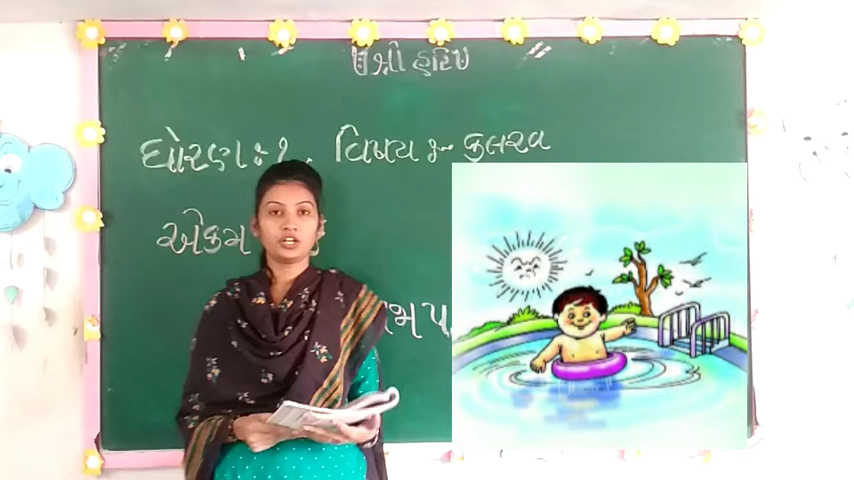 શ્રી હરિ
ધોરણ:૧. વિષય :- કલરવ
એકમ